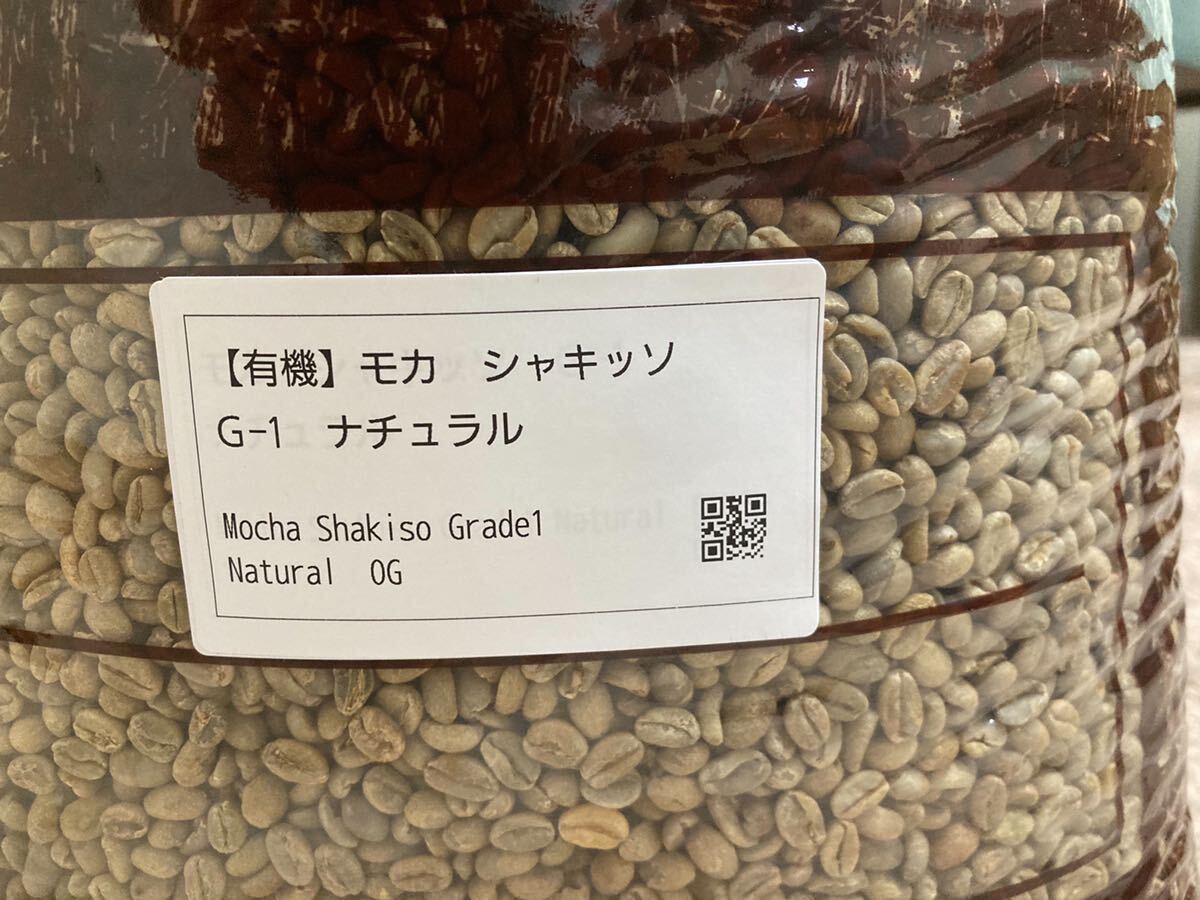 【有機】モカ　シャキッソ
G-1　ナチュラル
Mocha Shakiso Grade1
Natural　OG